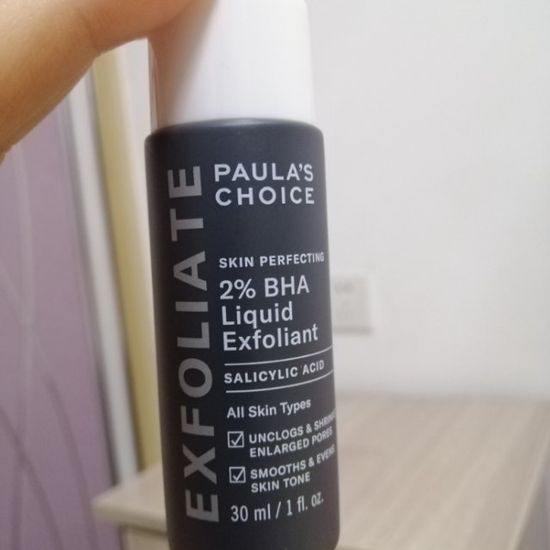 EXFOLIATE
PAULA'S
CHOICE
SKIN PERFECTING
2% BHA
Liquid
Exfoliant
SALICYLIC ACID
All Skin Types
UNCLOGS &
ENLARGED PORES
SMOOTHS &
SKIN TONE
30 ml / 1 fl. oz.